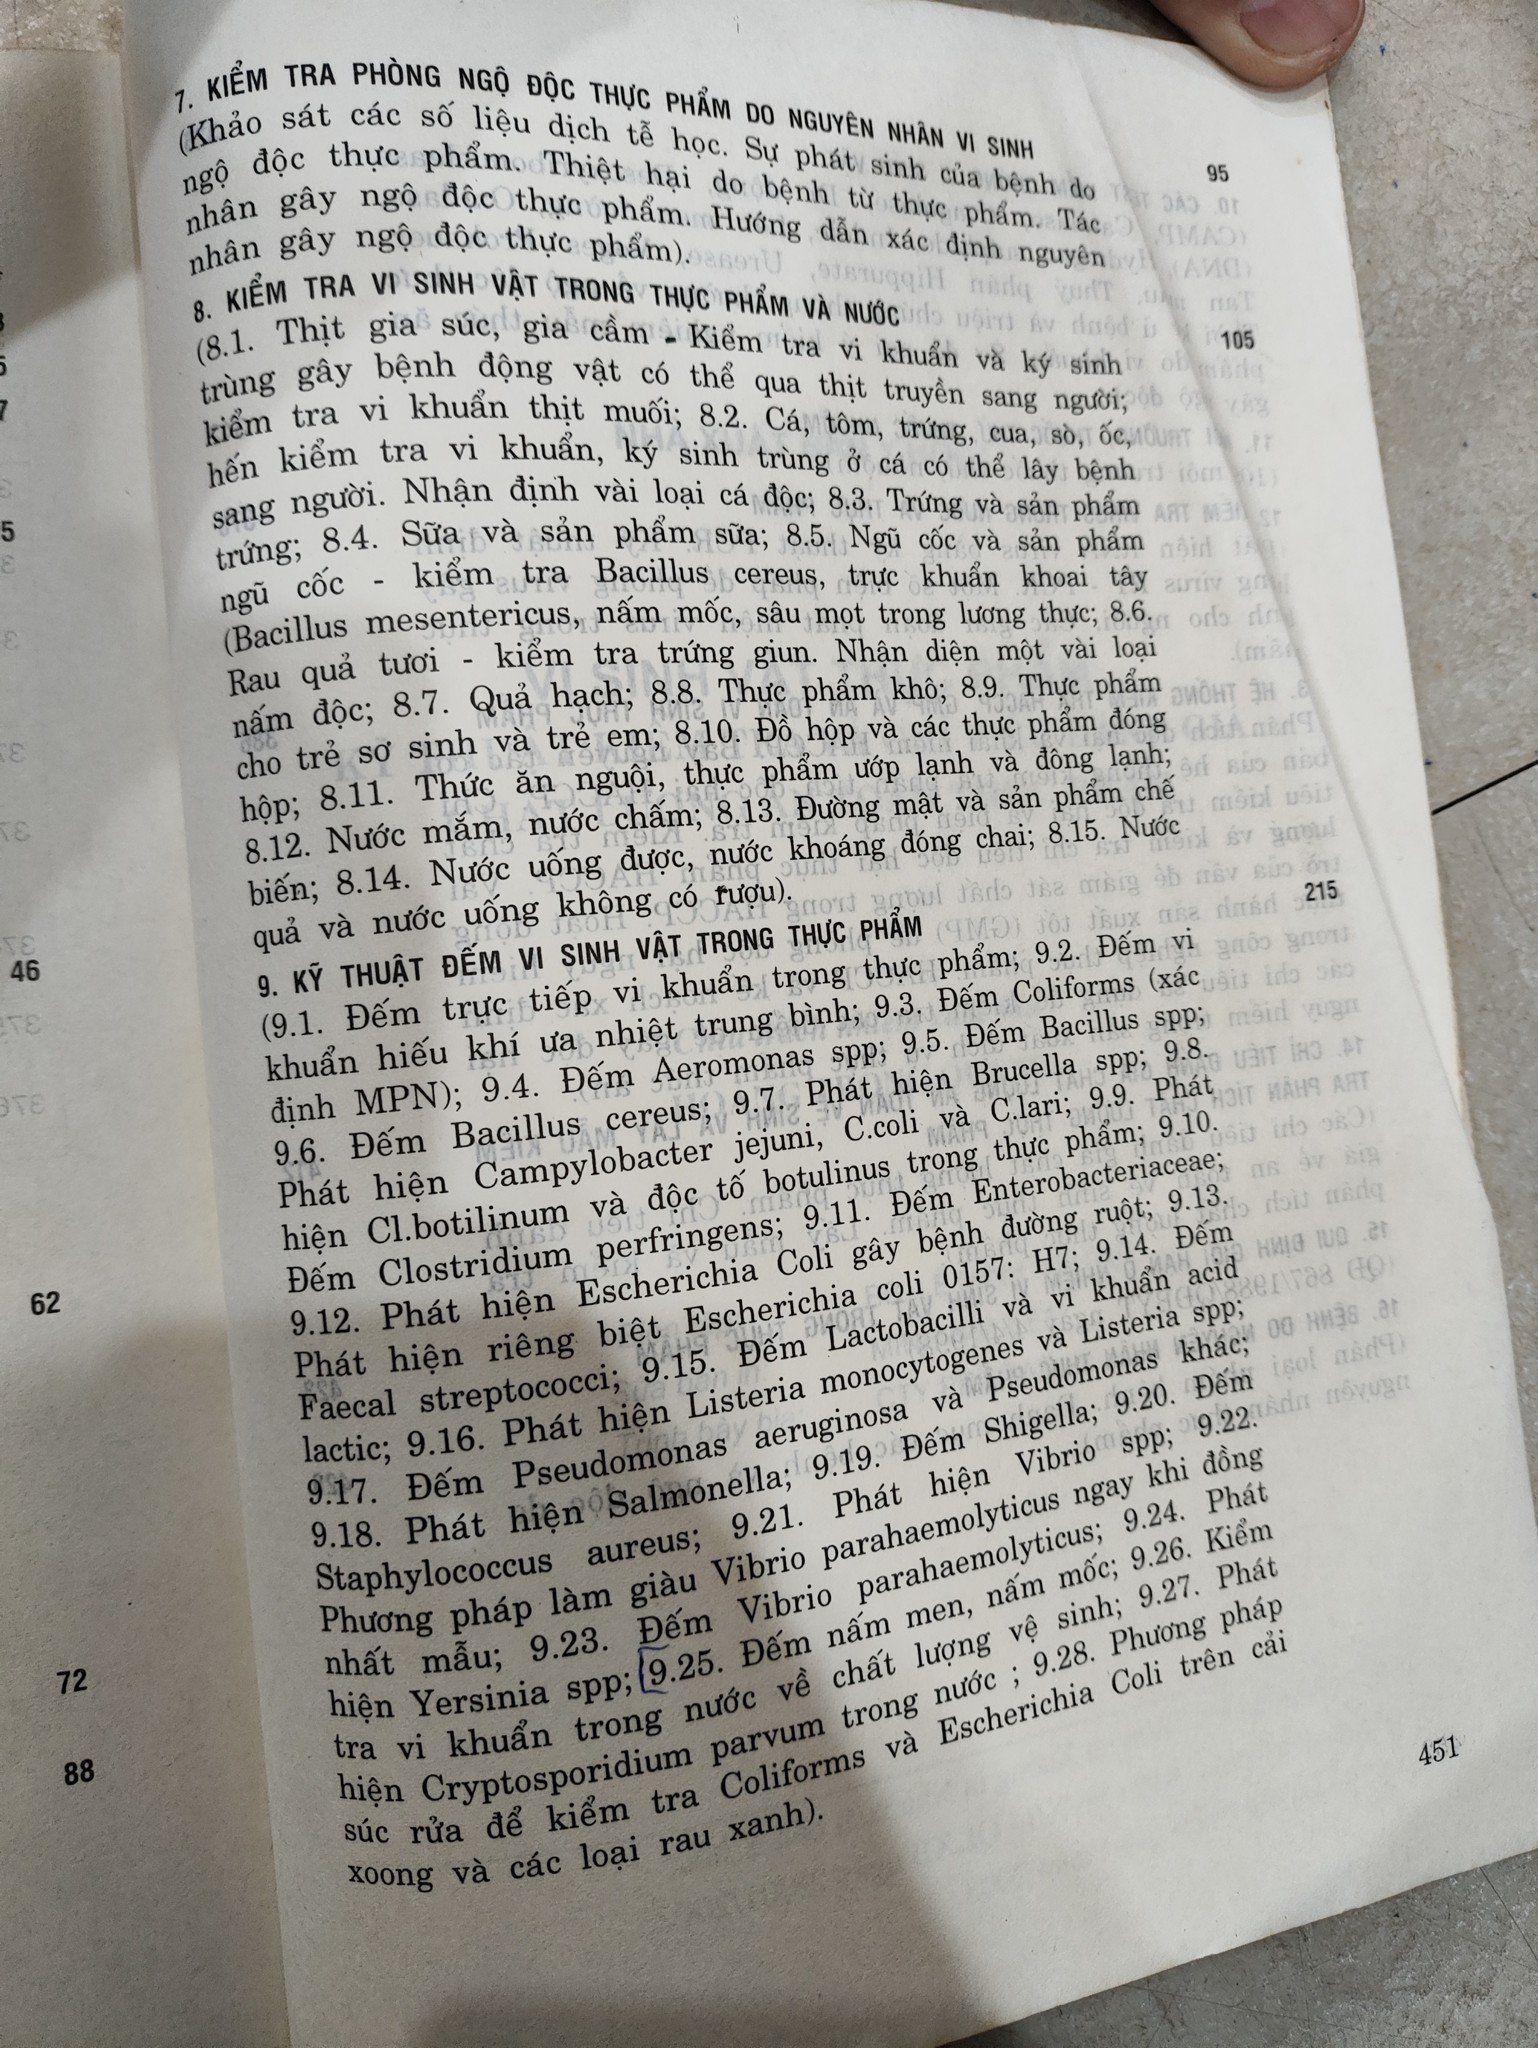 7. KIỂM TRA PHÒNG NGỘ ĐỘC THỰC PHẨM DO NGUYÊN NHÂN VI SINH 95
(Khảo sát các số liệu dịch tễ học. Sự phát sinh của bệnh do
ngộ độc thực phẩm. Thiệt hại do bệnh từ thực phẩm. Tác
nhân gây ngộ độc thực phẩm. Hướng dẫn xác định nguyên
nhân gây ngộ độc thực phẩm).
8. KIỂM TRA VI SINH VẬT TRONG THỰC PHẨM VÀ NƯỚC 105
(8.1. Thịt gia súc, gia cầm - Kiểm tra vi khuẩn và ký sinh
trùng gây bệnh động vật có thể qua thịt truyền sang người;
kiểm tra vi khuẩn thịt muối; 8.2. Cá, tôm, trứng, cua, sò, ốc,
hến kiểm tra vi khuẩn, ký sinh trùng ở cá có thể lây bệnh
sang người. Nhận định vài loại cá độc; 8.3. Trứng và sản phẩm
trứng; 8.4. Sữa và sản phẩm sữa; 8.5. Ngũ cốc và sản phẩm
ngũ cốc - kiểm tra Bacillus cereus, trực khuẩn khoai tây
(Bacillus mesentericus, nấm mốc, sâu mọt trong lương thực; 8.6.
Rau quả tươi - kiểm tra trứng giun. Nhận diện một vài loại
nấm độc; 8.7. Quả hạch; 8.8. Thực phẩm khô; 8.9. Thực phẩm
cho trẻ sơ sinh và trẻ em; 8.10. Đồ hộp và các thực phẩm đóng
hộp; 8.11. Thức ăn nguội, thực phẩm ướp lạnh và đông lạnh;
8.12. Nước mắm, nước chấm; 8.13. Đường mật và sản phẩm chế
biến; 8.14. Nước uống được, nước khoáng đóng chai; 8.15. Nước
quả và nước uống không có rượu).
9. KỸ THUẬT ĐẾM VI SINH VẬT TRONG THỰC PHẨM 215
(9.1. Đếm trực tiếp vi khuẩn trong thực phẩm; 9.2. Đếm vi
khuẩn hiếu khí ưa nhiệt trung bình; 9.3. Đếm Coliforms (xác
định MPN); 9.4. Đếm Aeromonas spp; 9.5. Đếm Bacillus spp;
9.6. Đếm Bacillus cereus; 9.7. Phát hiện Brucella spp; 9.8.
Phát hiện Campylobacter jejuni, C.coli và C.lari; 9.9. Phát
hiện Cl.botilinum và độc tố botulinus trong thực phẩm; 9.10.
Đếm Clostridium perfringens; 9.11. Đếm Enterobacteriaceae;
9.12. Phát hiện Escherichia Coli gây bệnh đường ruột; 9.13.
Phát hiện riêng biệt Escherichia coli 0157: H7; 9.14. Đếm
Faecal streptococci; 9.15. Đếm Lactobacilli và vi khuẩn acid
lactic; 9.16. Phát hiện Listeria monocytogenes và Listeria spp;
9.17. Đếm Pseudomonas aeruginosa và Pseudomonas khác;
9.18. Phát hiện Salmonella; 9.19. Đếm Shigella; 9.20. Đếm
Staphylococcus aureus; 9.21. Phát hiện Vibrio spp; 9.22.
Phương pháp làm giàu Vibrio parahaemolyticus ngay khi đồng
nhất mẫu; 9.23. Đếm Vibrio parahaemolyticus; 9.24. Phát
hiện Yersinia spp; 9.25. Đếm nấm men, nấm mốc; 9.26. Kiểm
tra vi khuẩn trong nước về chất lượng vệ sinh; 9.27. Phát
hiện Cryptosporidium parvum trong nước ; 9.28. Phương pháp
súc rửa để kiểm tra Coliforms và Escherichia Coli trên cải
xoong và các loại rau xanh).
451
46
62
72
88